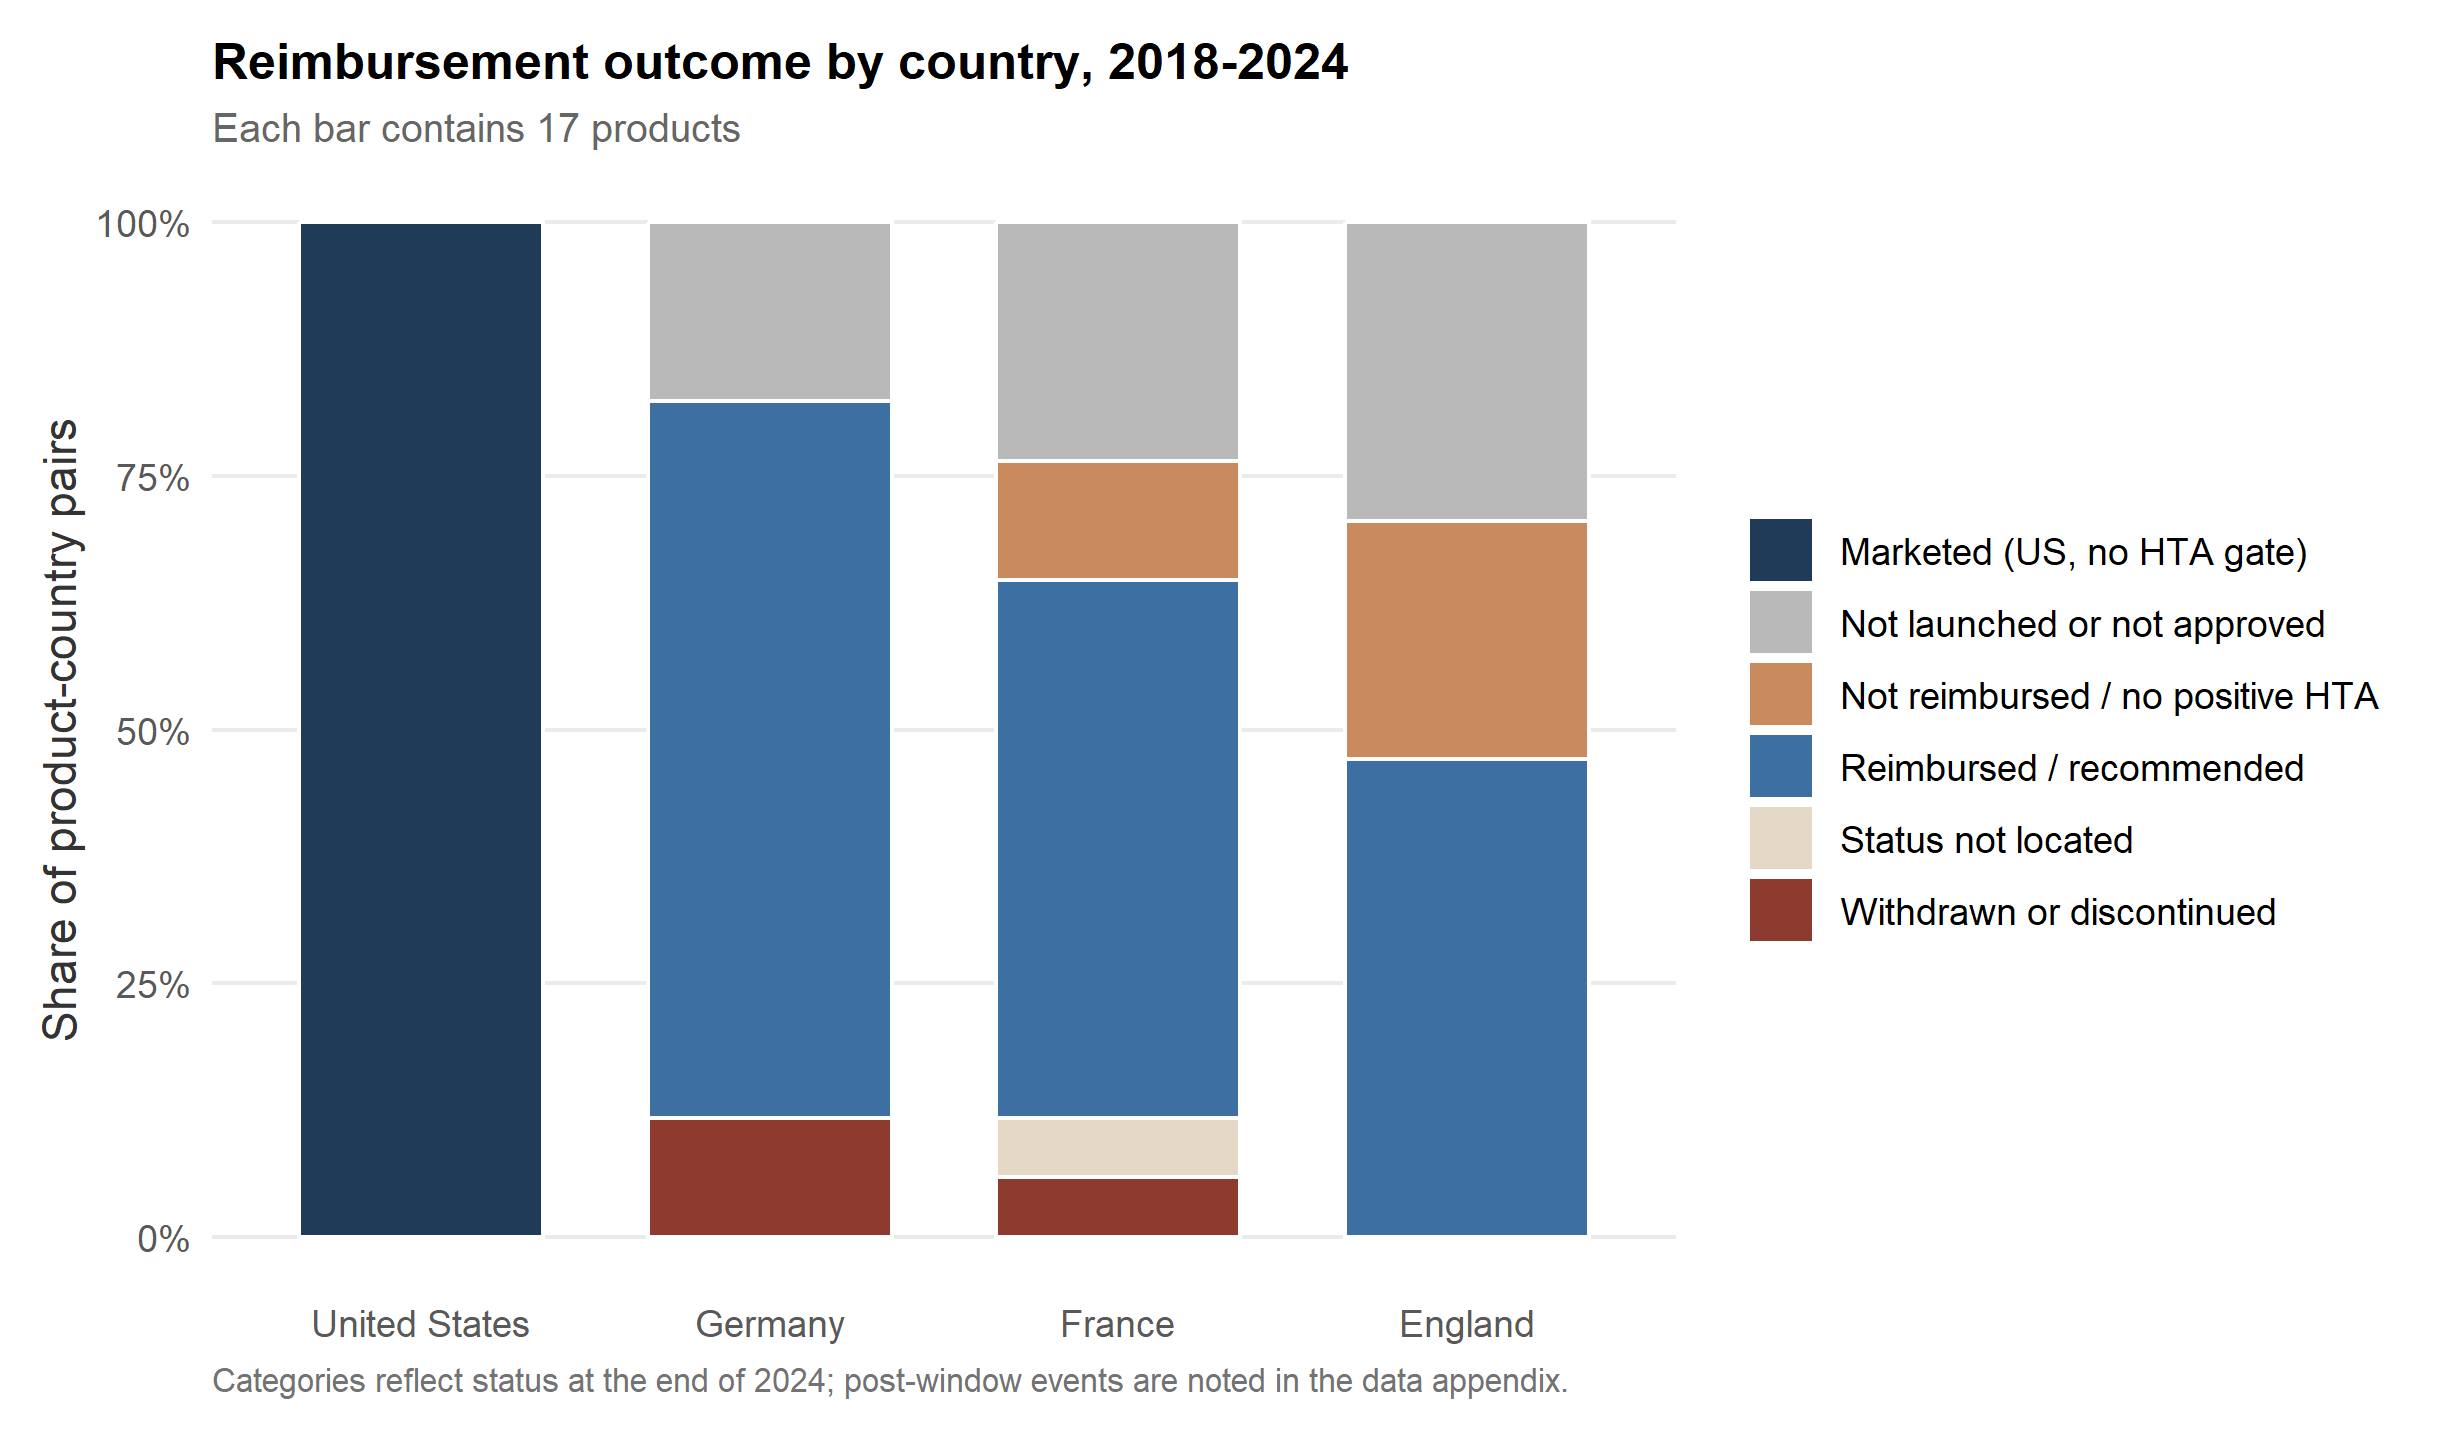 Reimbursement outcome by country, 2018-2024
Each bar contains 17 products
Share of product-country pairs
100%
75%
50%
25%
0%
United States
Germany
France
England
Marketed (US, no HTA gate)
Not launched or not approved
Not reimbursed / no positive HTA
Reimbursed / recommended
Status not located
Withdrawn or discontinued
Categories reflect status at the end of 2024; post-window events are noted in the data appendix.